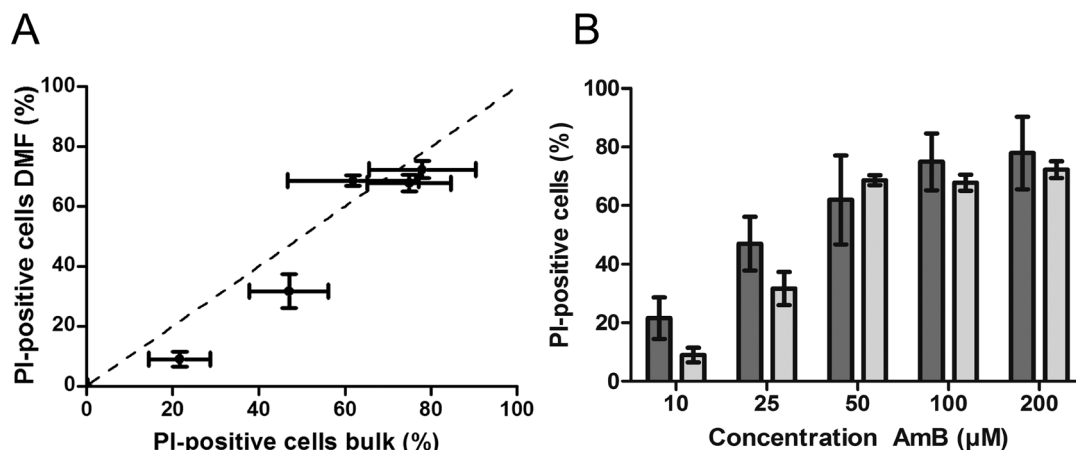 A
PI-positive cells DMF (%)
100
80
60
40
20
0
0 20 40 60 80 100
PI-positive cells bulk (%)
B
PI-positive cells (%)
100
80
60
40
20
0
10 25 50 100 200
Concentration AmB (µM)